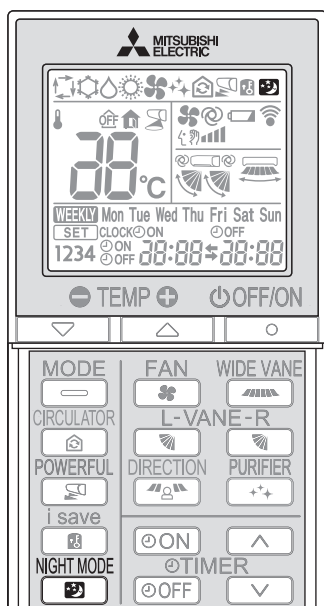 MITSUBISHI
ELECTRIC
OFF
88°C
WEEKLY Mon Tue Wed Thu Fri Sat Sun
SET CLOCK ON OFF
1234 ON OFF 88:88 88:88
TEMP OFF/ON
MODE FAN WIDE VANE
CIRCULATOR L-VANE-R
POWERFUL DIRECTION PURIFIER
i save
ON
NIGHT MODE TIMER
OFF